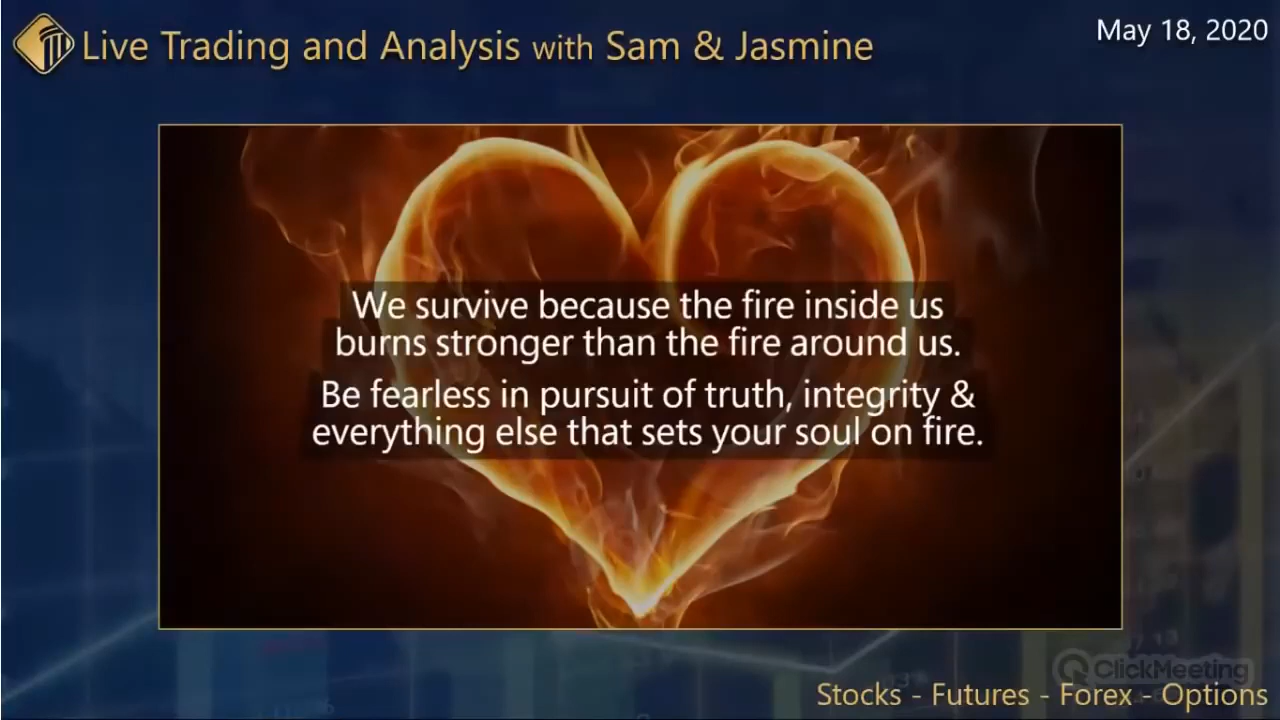 Live Trading and Analysis with Sam & Jasmine
May 18, 2020
We survive because the fire inside us
burns stronger than the fire around us.
Be fearless in pursuit of truth, integrity &
everything else that sets your soul on fire.
ClickMeeting
Stocks - Futures - Forex - Options